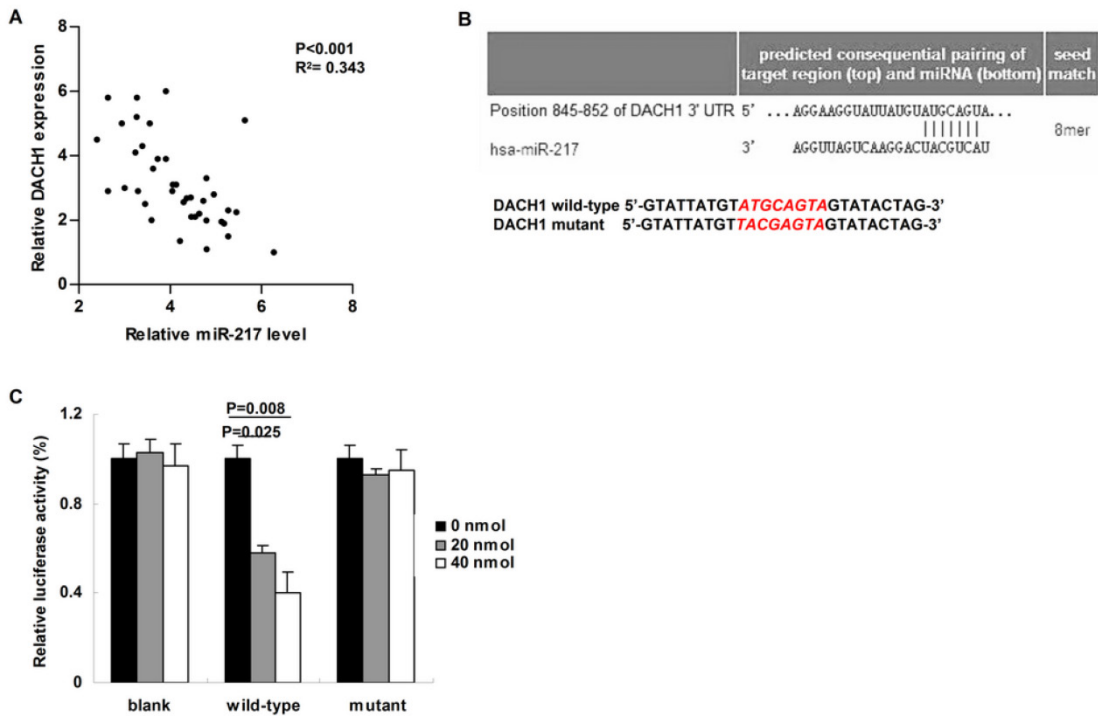 A
8
6
4
2
0
2 4 6 8
Relative DACH1 expression
Relative miR-217 level
P<0.001
R²= 0.343
B
predicted consequential pairing of
target region (top) and miRNA (bottom)
seed
match
Position 845-852 of DACH1 3' UTR 5' ...AGGAAGGUAUUAUGUAUGCAGUA...
|||||||
hsa-miR-217 3' AGGUUAGUCAAGGACUACGUCAU
8mer
DACH1 wild-type 5'-GTATTATGTATGCAGTAGTATACTAG-3'
DACH1 mutant 5'-GTATTATGTTACGAGTAGTATACTAG-3'
C
Relative luciferase activity (%)
1.2
0.8
0.4
0
P=0.008
P=0.025
0 nmol
20 nmol
40 nmol
blank wild-type mutant